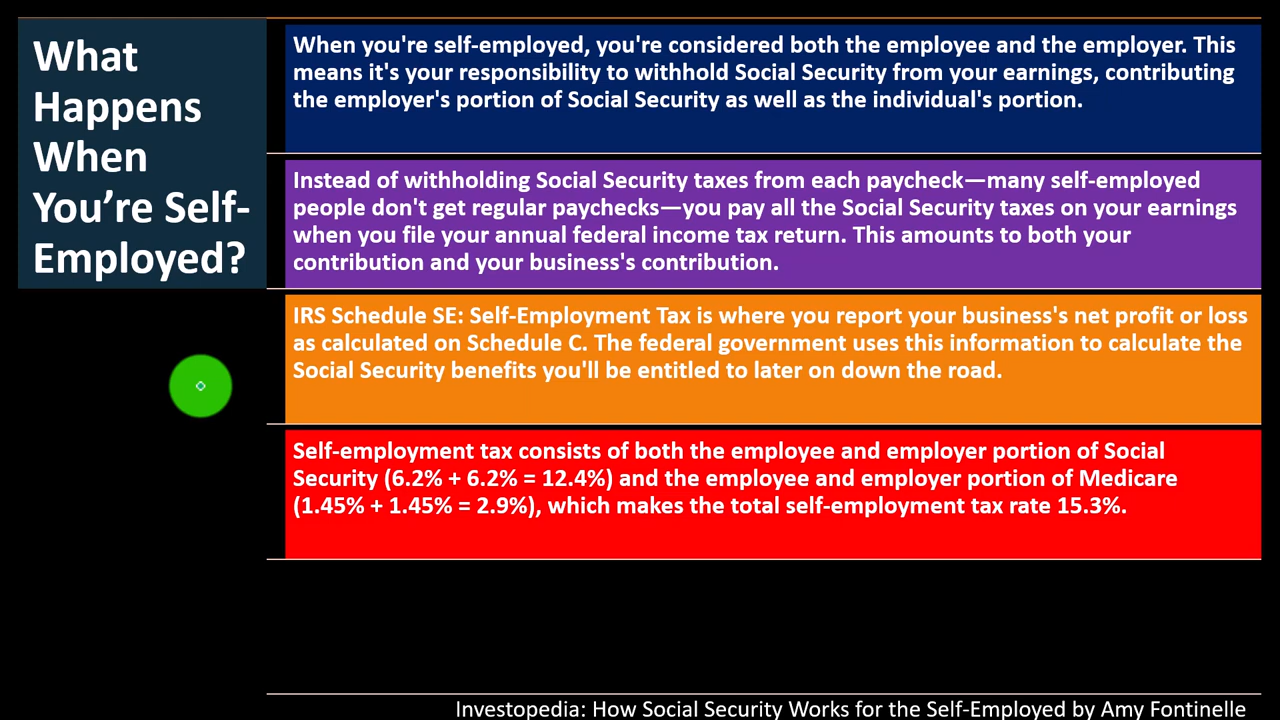 What
Happens
When
You’re Self-
Employed?
When you're self-employed, you're considered both the employee and the employer. This
means it's your responsibility to withhold Social Security from your earnings, contributing
the employer's portion of Social Security as well as the individual's portion.
Instead of withholding Social Security taxes from each paycheck—many self-employed
people don't get regular paychecks—you pay all the Social Security taxes on your earnings
when you file your annual federal income tax return. This amounts to both your
contribution and your business's contribution.
IRS Schedule SE: Self-Employment Tax is where you report your business's net profit or loss
as calculated on Schedule C. The federal government uses this information to calculate the
Social Security benefits you'll be entitled to later on down the road.
Self-employment tax consists of both the employee and employer portion of Social
Security (6.2% + 6.2% = 12.4%) and the employee and employer portion of Medicare
(1.45% + 1.45% = 2.9%), which makes the total self-employment tax rate 15.3%.
Investopedia: How Social Security Works for the Self-Employed by Amy Fontinelle